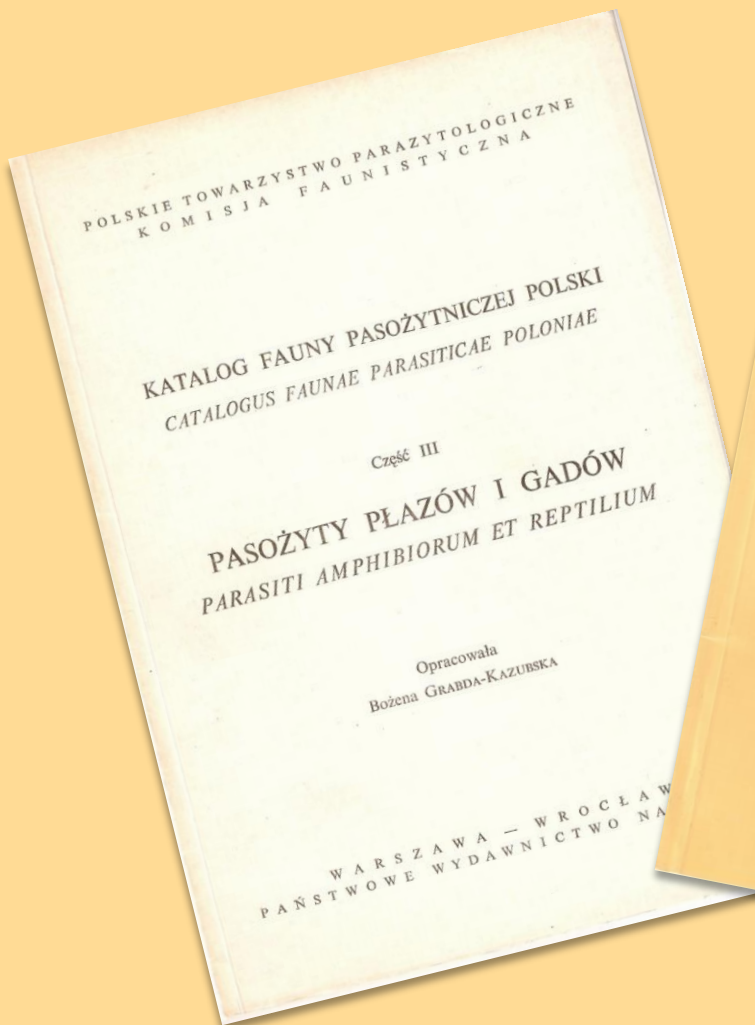 POLSKIE TOWARZYSTWO PARAZYTOLOGICZNE
KOMISJA FAUNISTYCZNA
KATALOG FAUNY PASOŻYTNICZEJ POLSKI
CATALOGUS FAUNAE PARASITICAE POLONIAE
Część III
PASOŻYTY PŁAZÓW I GADÓW
PARASITI AMPHIBIORUM ET REPTILIUM
Opracowała
Bożena GRABDA-KAZUBSKA
WARSZAWA — WROCŁAW
PAŃSTWOWE WYDAWNICTWO NA